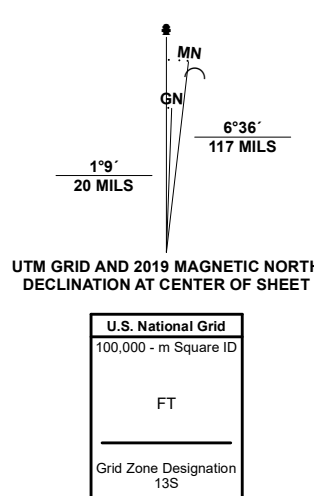 MN
GN
6°36´
117 MILS
1°9´
20 MILS
UTM GRID AND 2019 MAGNETIC NORTH
DECLINATION AT CENTER OF SHEET
U.S. National Grid
100,000 - m Square ID
FT
Grid Zone Designation
13S